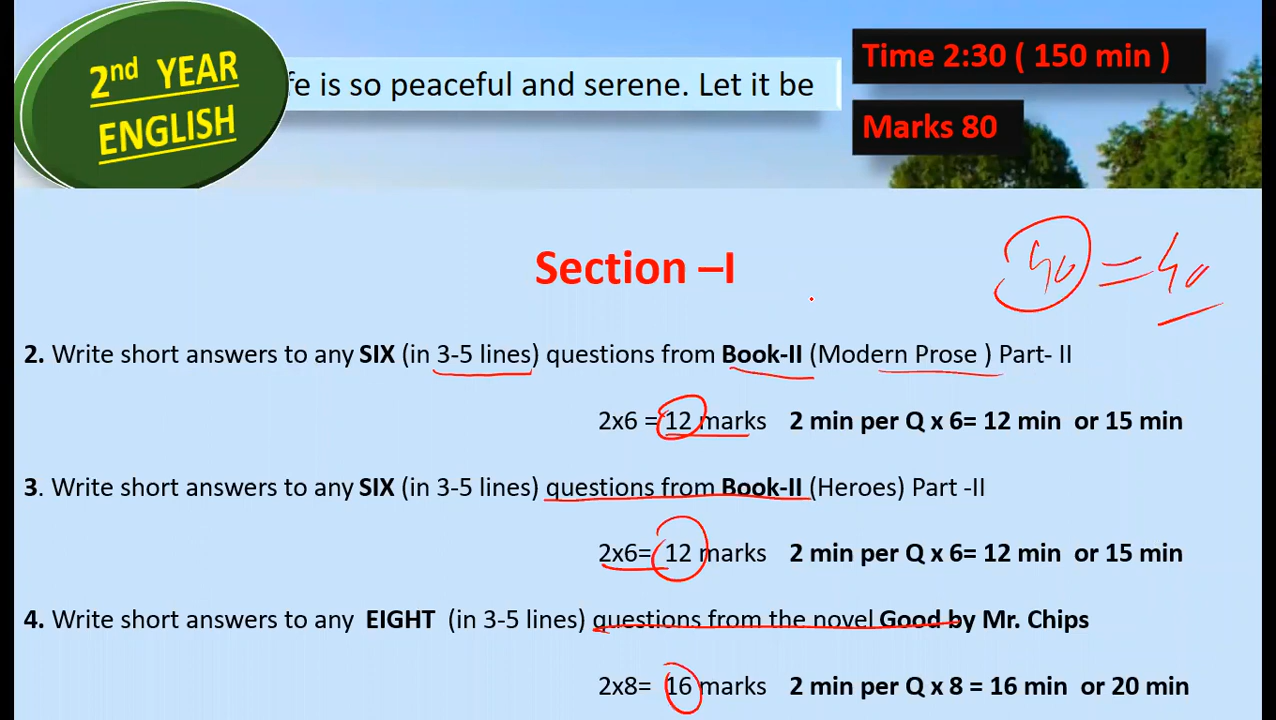 2nd YEAR
ENGLISH
fe is so peaceful and serene. Let it be
Time 2:30 ( 150 min )
Marks 80
40 = 40
Section –I
2. Write short answers to any SIX (in 3-5 lines) questions from Book-II (Modern Prose ) Part- II
2x6 = 12 marks 2 min per Q x 6= 12 min or 15 min
3. Write short answers to any SIX (in 3-5 lines) questions from Book-II (Heroes) Part -II
2x6= 12 marks 2 min per Q x 6= 12 min or 15 min
4. Write short answers to any EIGHT (in 3-5 lines) questions from the novel Good by Mr. Chips
2x8= 16 marks 2 min per Q x 8 = 16 min or 20 min